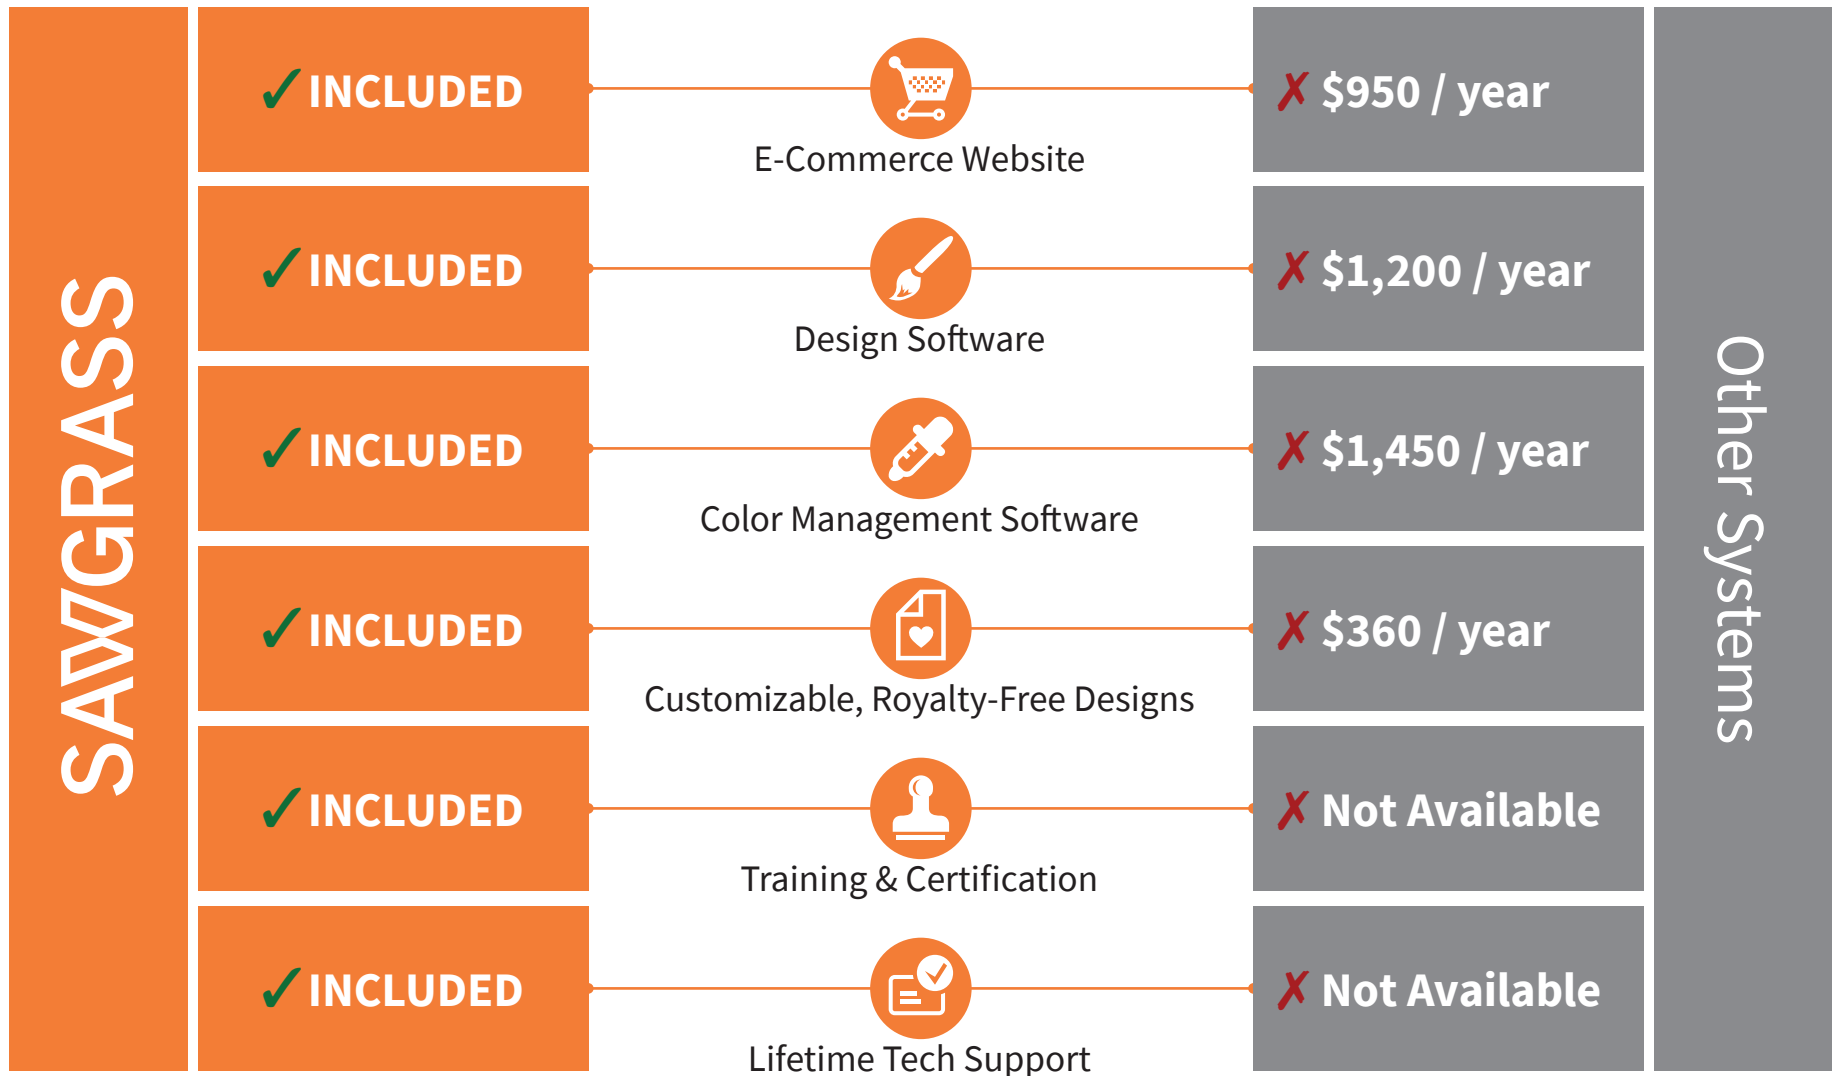 SAWGRASS
✓ INCLUDED
E-Commerce Website
✗ $950 / year
✓ INCLUDED
Design Software
✗ $1,200 / year
✓ INCLUDED
Color Management Software
✗ $1,450 / year
✓ INCLUDED
Customizable, Royalty-Free Designs
✗ $360 / year
✓ INCLUDED
Training & Certification
✗ Not Available
✓ INCLUDED
Lifetime Tech Support
✗ Not Available
Other Systems